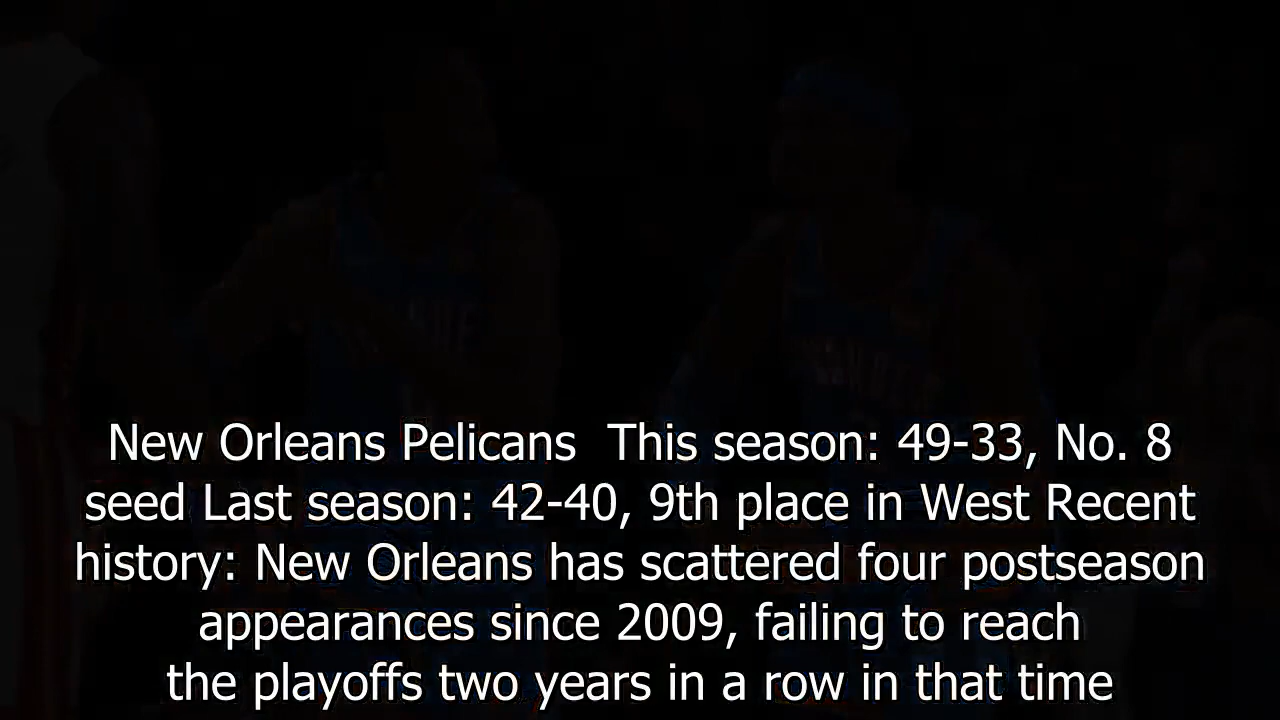 New Orleans Pelicans  This season: 49-33, No. 8
seed Last season: 42-40, 9th place in West Recent
history: New Orleans has scattered four postseason
appearances since 2009, failing to reach
the playoffs two years in a row in that time